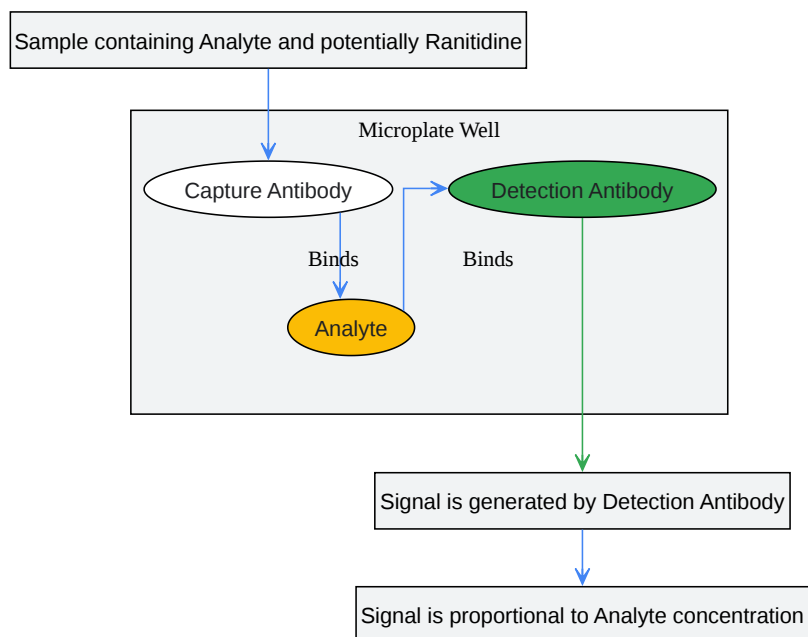 Sample containing Analyte and potentially Ranitidine
Microplate Well
Capture Antibody
Detection Antibody
Binds
Binds
Analyte
Signal is generated by Detection Antibody
Signal is proportional to Analyte concentration